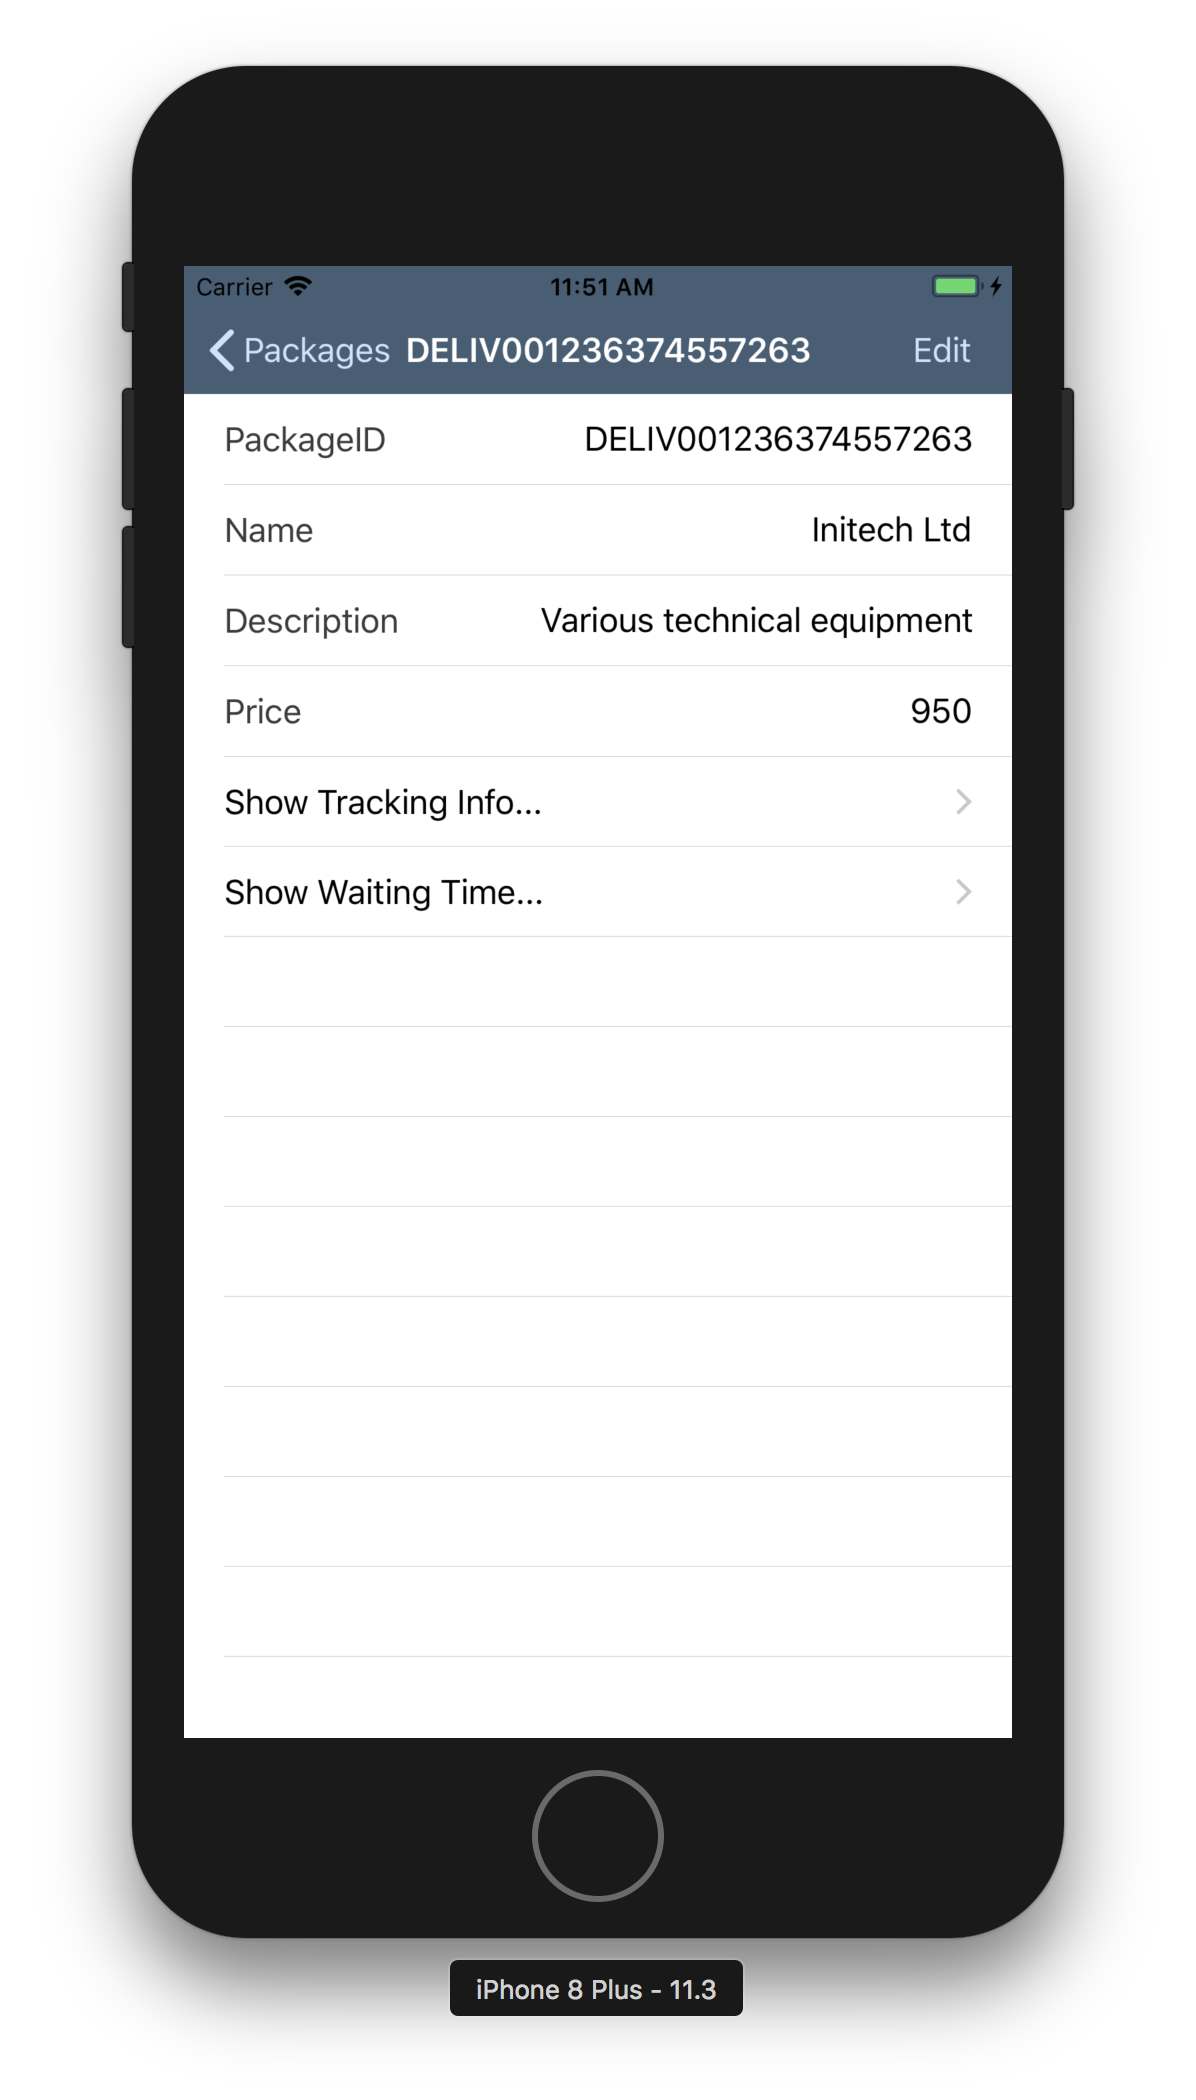 Carrier 11:51 AM
Packages DELIV001236374557263 Edit
PackageID DELIV001236374557263
Name Initech Ltd
Description Various technical equipment
Price 950
Show Tracking Info...
Show Waiting Time...
iPhone 8 Plus - 11.3